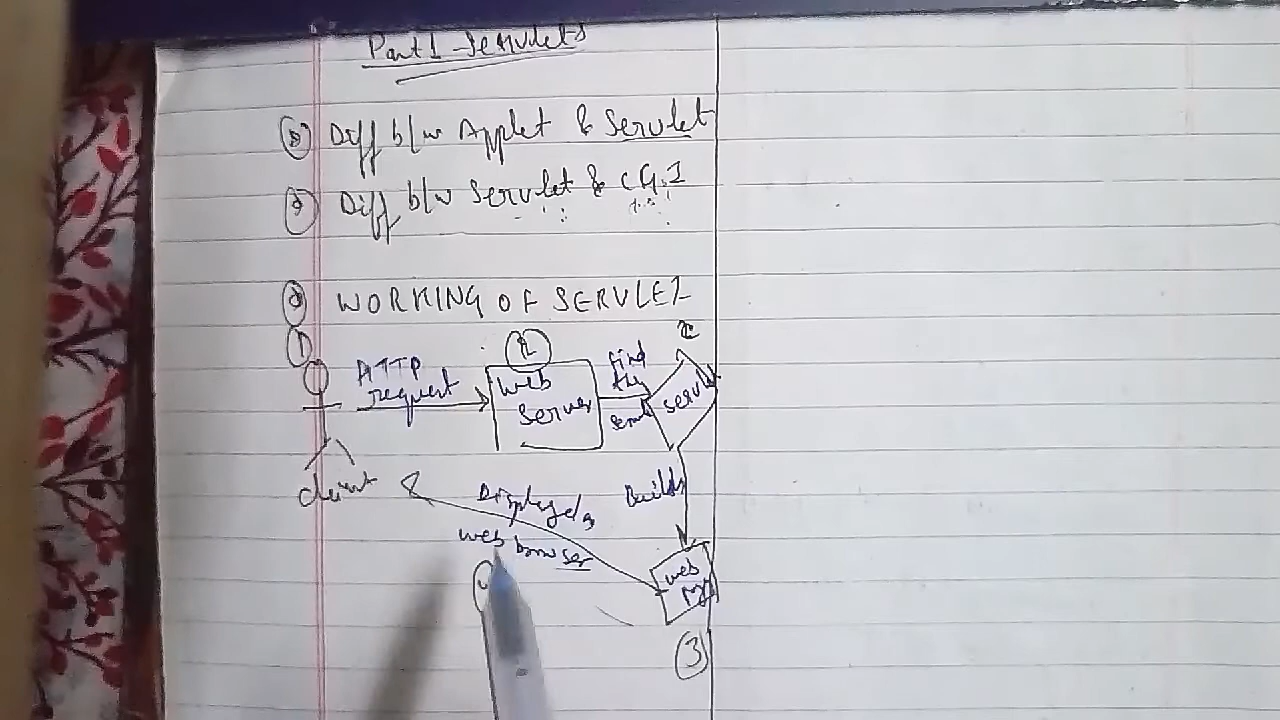 Part 1 - Servlets
Diff b/w Applet & Servlet
Diff b/w Servlet & CGI
WORKING OF SERVLET
1
2
HTTP
request
web
Server
find
the
servlet
client
Displayed
web browser
Builds
web
3